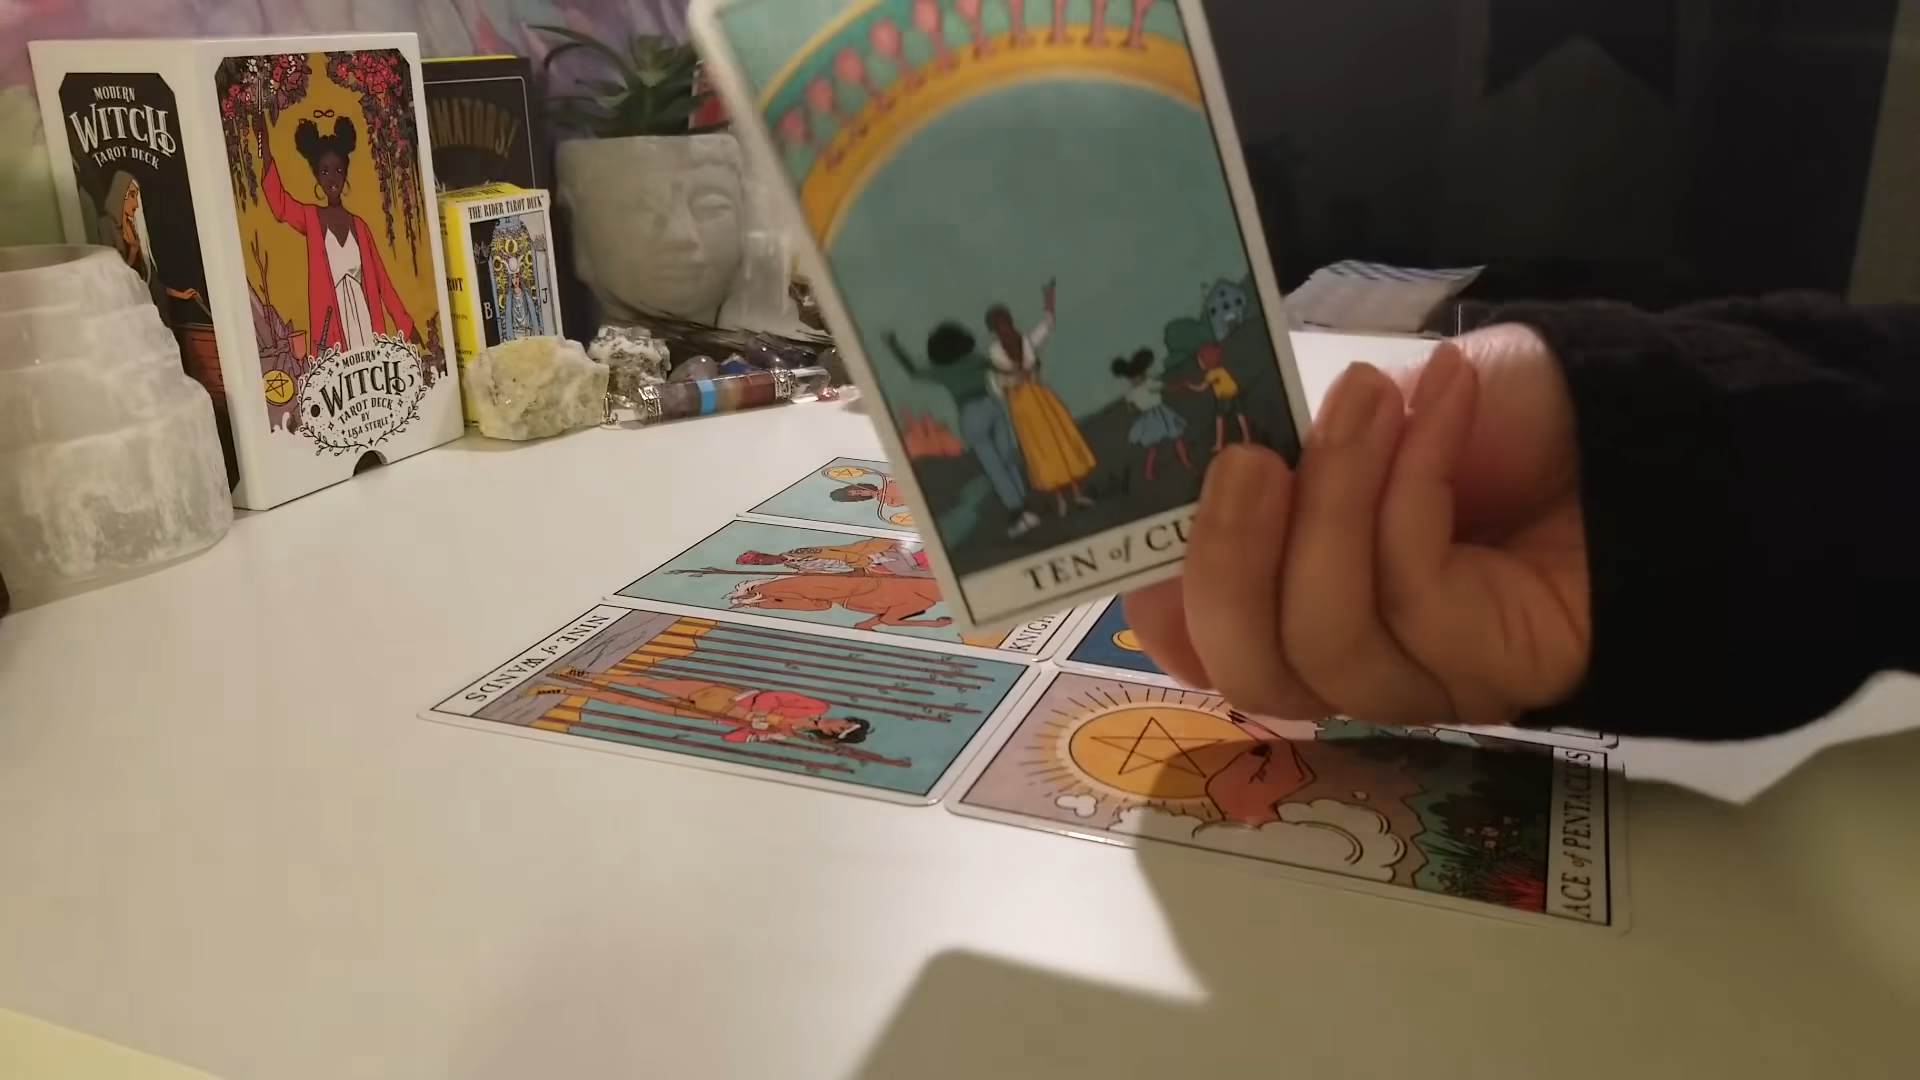 MODERN
WITCH
TAROT DECK
MODERN
WITCH
TAROT DECK
BY
LISA STERLE
THE RIDER TAROT DECK
B
J
TEN of CU
KNIGH
NINE of WANDS
ACE of PENTACLES